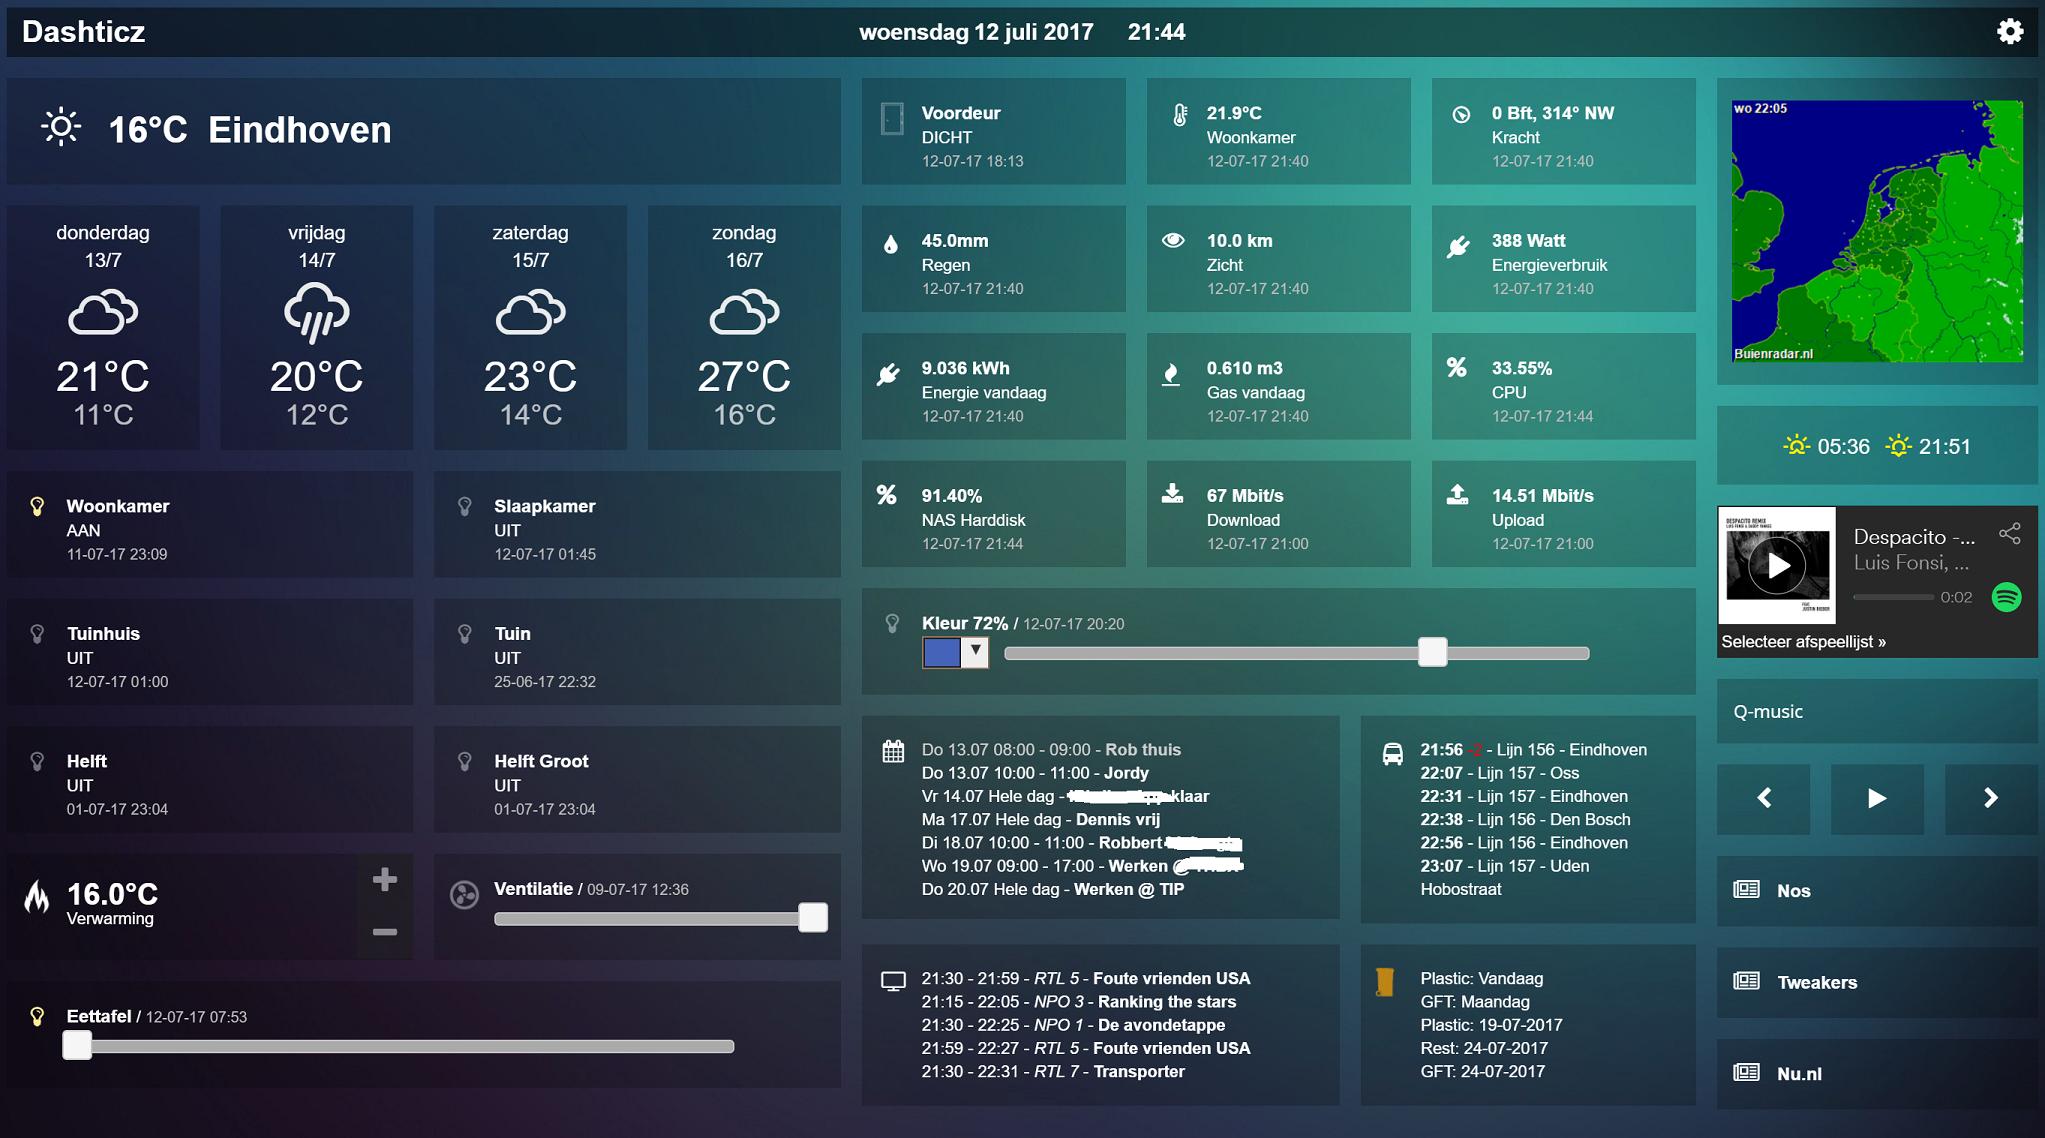 Dashticz
woensdag 12 juli 2017 21:44
16°C Eindhoven
donderdag
13/7
21°C
11°C
vrijdag
14/7
20°C
12°C
zaterdag
15/7
23°C
14°C
zondag
16/7
27°C
16°C
Woonkamer
AAN
11-07-17 23:09
Slaapkamer
UIT
12-07-17 01:45
Tuinhuis
UIT
12-07-17 01:00
Tuin
UIT
25-06-17 22:32
Helft
UIT
01-07-17 23:04
Helft Groot
UIT
01-07-17 23:04
16.0°C
Verwarming
Ventilatie / 09-07-17 12:36
Eettafel / 12-07-17 07:53
Voordeur
DICHT
12-07-17 18:13
21.9°C
Woonkamer
12-07-17 21:40
0 Bft, 314° NW
Kracht
12-07-17 21:40
45.0mm
Regen
12-07-17 21:40
10.0 km
Zicht
12-07-17 21:40
388 Watt
Energieverbruik
12-07-17 21:40
9.036 kWh
Energie vandaag
12-07-17 21:40
0.610 m3
Gas vandaag
12-07-17 21:40
33.55%
CPU
12-07-17 21:44
91.40%
NAS Harddisk
12-07-17 21:44
67 Mbit/s
Download
12-07-17 21:00
14.51 Mbit/s
Upload
12-07-17 21:00
Kleur 72% / 12-07-17 20:20
Do 13.07 08:00 - 09:00 - Rob thuis
Do 13.07 10:00 - 11:00 - Jordy
Vr 14.07 Hele dag - klaar
Ma 17.07 Hele dag - Dennis vrij
Di 18.07 10:00 - 11:00 - Robbert
Wo 19.07 09:00 - 17:00 - Werken @
Do 20.07 Hele dag - Werken @ TIP
21:56 -2 - Lijn 156 - Eindhoven
22:07 - Lijn 157 - Oss
22:31 - Lijn 157 - Eindhoven
22:38 - Lijn 156 - Den Bosch
22:56 - Lijn 156 - Eindhoven
23:07 - Lijn 157 - Uden
Hobostraat
21:30 - 21:59 - RTL 5 - Foute vrienden USA
21:15 - 22:05 - NPO 3 - Ranking the stars
21:30 - 22:25 - NPO 1 - De avondetappe
21:59 - 22:27 - RTL 5 - Foute vrienden USA
21:30 - 22:31 - RTL 7 - Transporter
Plastic: Vandaag
GFT: Maandag
Plastic: 19-07-2017
Rest: 24-07-2017
GFT: 24-07-2017
wo 22:05
Buienradar.nl
05:36 21:51
DESPACITO REMIX
LUIS FONSI & DADDY YANKEE
FEAT.
JUSTIN BIEBER
Despacito -...
Luis Fonsi, ...
0:02
Selecteer afspeellijst »
Q-music
Nos
Tweakers
Nu.nl